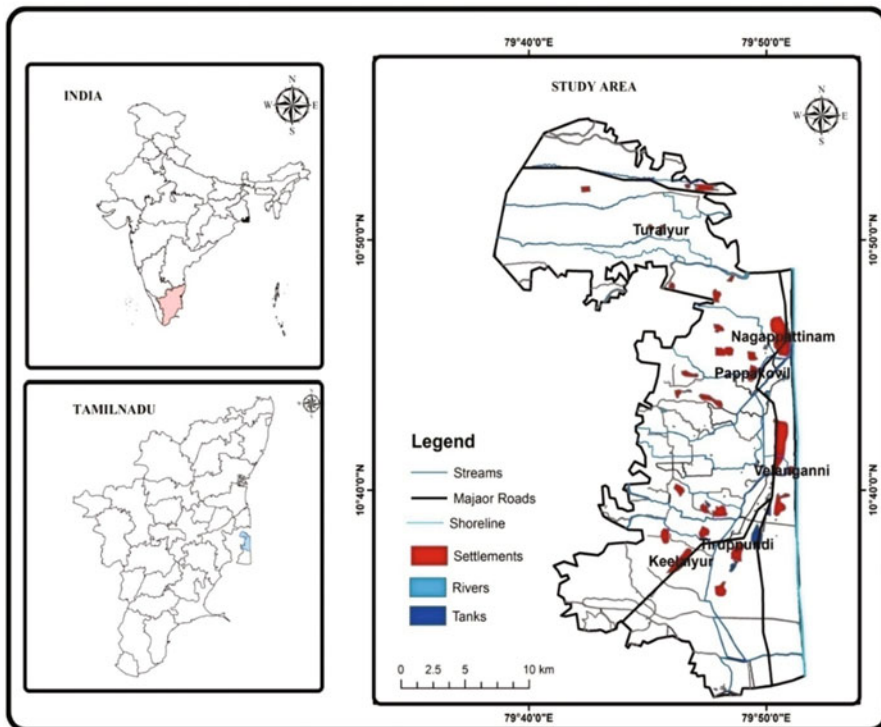 INDIA
N
W
E
S
TAMILNADU
79°40'0"E
79°50'0"E
STUDY AREA
N
W
E
S
10°50'0"N
10°50'0"N
Turaiyur
Nagappattinam
Pappakovil
Velanganni
10°40'0"N
10°40'0"N
Tiruppundi
Keelaiyur
Legend
Streams
Majaor Roads
Shoreline
Settlements
Rivers
Tanks
0 2.5 5 10 km
79°40'0"E
79°50'0"E